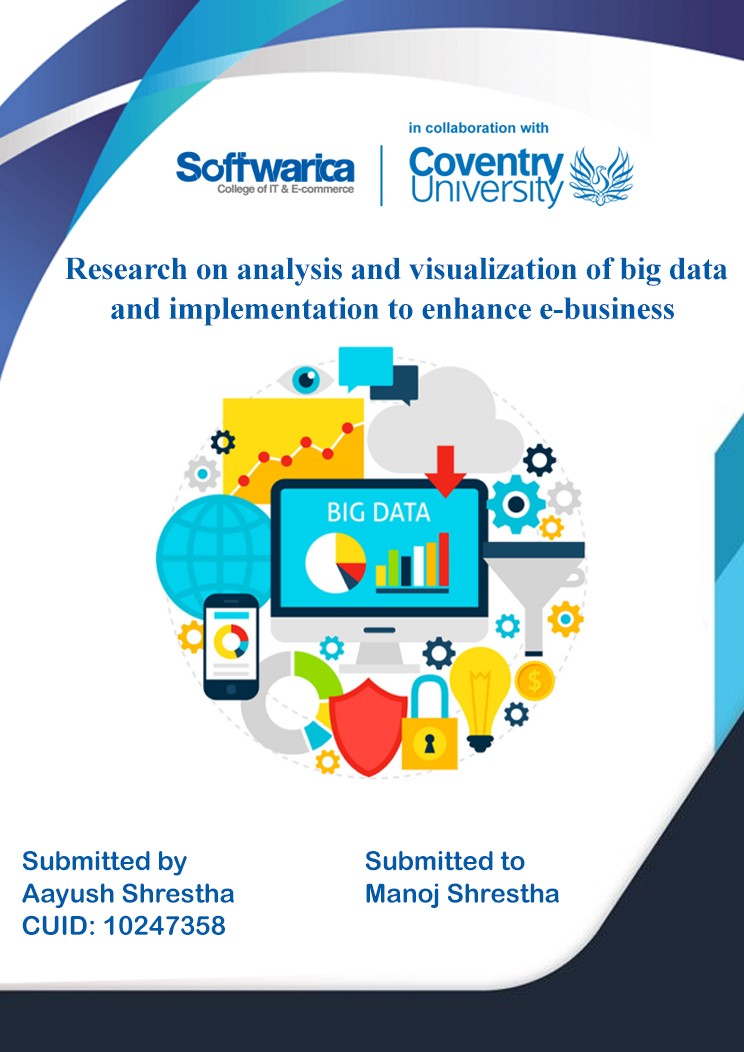 in collaboration with
Softwarica
College of IT & E-commerce
Coventry
University
Research on analysis and visualization of big data
and implementation to enhance e-business
BIG DATA
$
Submitted by
Aayush Shrestha
CUID: 10247358
Submitted to
Manoj Shrestha